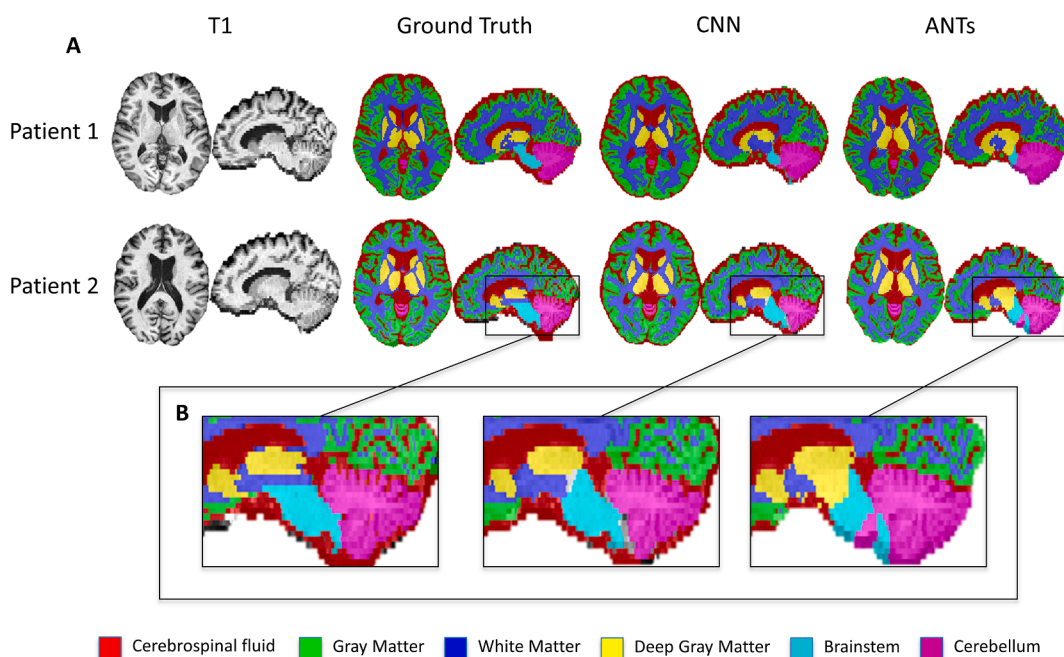 T1 Ground Truth CNN ANTs
A
Patient 1
Patient 2
B
Cerebrospinal fluid Gray Matter White Matter Deep Gray Matter Brainstem Cerebellum